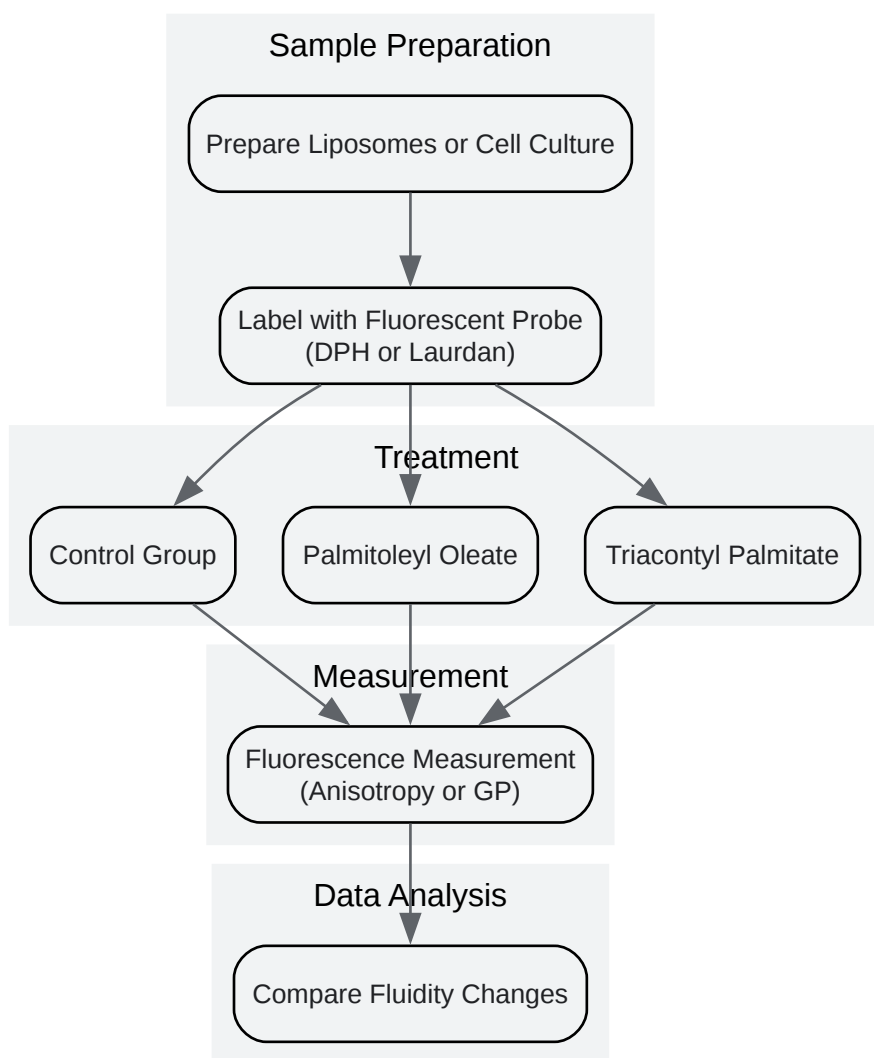 Sample Preparation
Prepare Liposomes or Cell Culture
Label with Fluorescent Probe
(DPH or Laurdan)
Treatment
Control Group
Palmitoleyl Oleate
Triacontyl Palmitate
Measurement
Fluorescence Measurement
(Anisotropy or GP)
Data Analysis
Compare Fluidity Changes